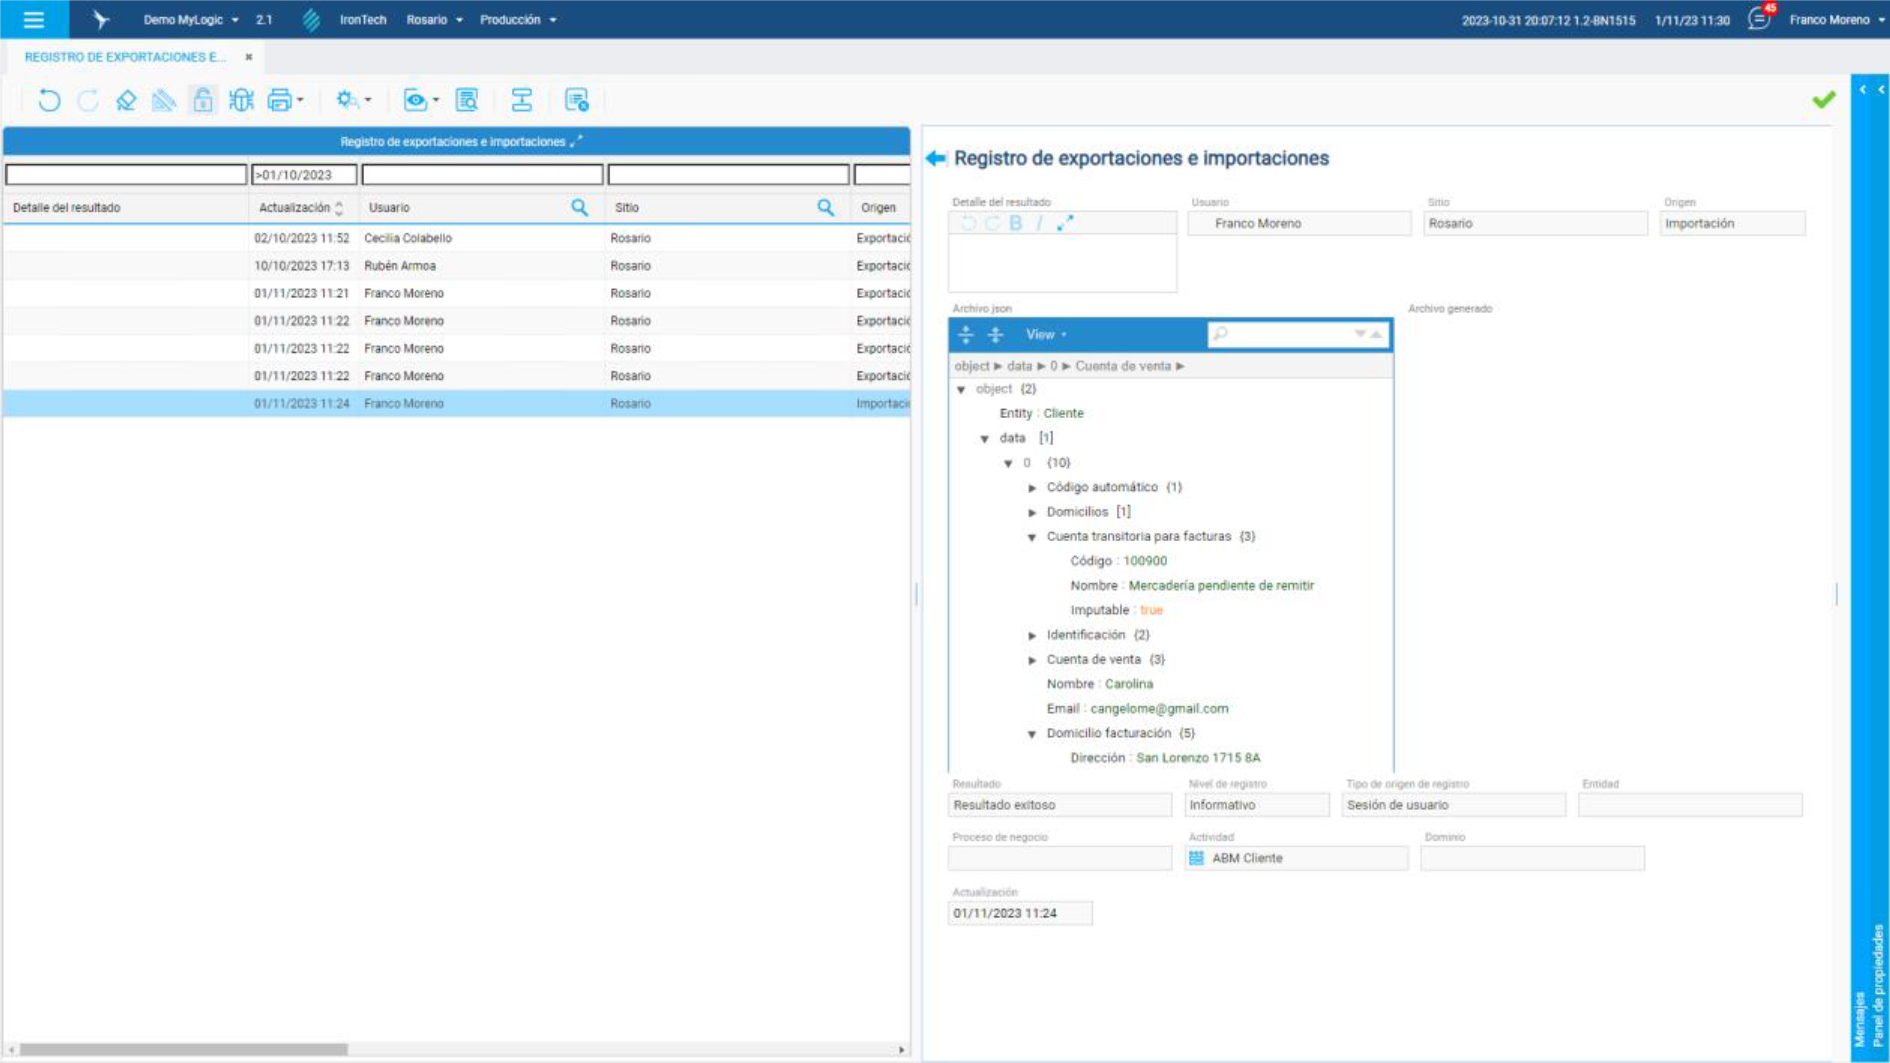 Demo MyLogic 2.1 IronTech Rosario Producción 2023-10-31 20:07:12 1.2-BN1515 1/11/23 11:30 45 Franco Moreno
REGISTRO DE EXPORTACIONES E...
Registro de exportaciones e importaciones
>01/10/2023
Detalle del resultado Actualización Usuario Sitio Origen
02/10/2023 11:52 Cecilia Colabello Rosario Exportació
10/10/2023 17:13 Rubén Armoa Rosario Exportació
01/11/2023 11:21 Franco Moreno Rosario Exportació
01/11/2023 11:22 Franco Moreno Rosario Exportació
01/11/2023 11:22 Franco Moreno Rosario Exportació
01/11/2023 11:22 Franco Moreno Rosario Exportació
01/11/2023 11:24 Franco Moreno Rosario Importació
Registro de exportaciones e importaciones
Detalle del resultado Usuario Sitio Origen
B I
Franco Moreno Rosario Importación
Archivo json Archivo generado
View
object ► data ► 0 ► Cuenta de venta ►
object {2}
Entity : Cliente
data [1]
0 {10}
Código automático {1}
Domicilios [1]
Cuenta transitoria para facturas {3}
Código : 100900
Nombre : Mercadería pendiente de remitir
Imputable : true
Identificación {2}
Cuenta de venta {3}
Nombre : Carolina
Email : cangelome@gmail.com
Domicilio facturación {5}
Dirección : San Lorenzo 1715 8A
Resultado Nivel de registro Tipo de origen de registro Entidad
Resultado exitoso Informativo Sesión de usuario
Proceso de negocio Actividad Dominio
ABM Cliente
Actualización
01/11/2023 11:24
Mensajes
Panel de propiedades